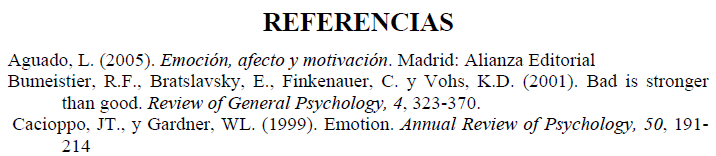 REFERENCIAS
Aguado, L. (2005). Emoción, afecto y motivación. Madrid: Alianza Editorial
Bumeistier, R.F., Bratslavsky, E., Finkenauer, C. y Vohs, K.D. (2001). Bad is stronger
than good. Review of General Psychology, 4, 323-370.
Cacioppo, JT., y Gardner, WL. (1999). Emotion. Annual Review of Psychology, 50, 191-
214